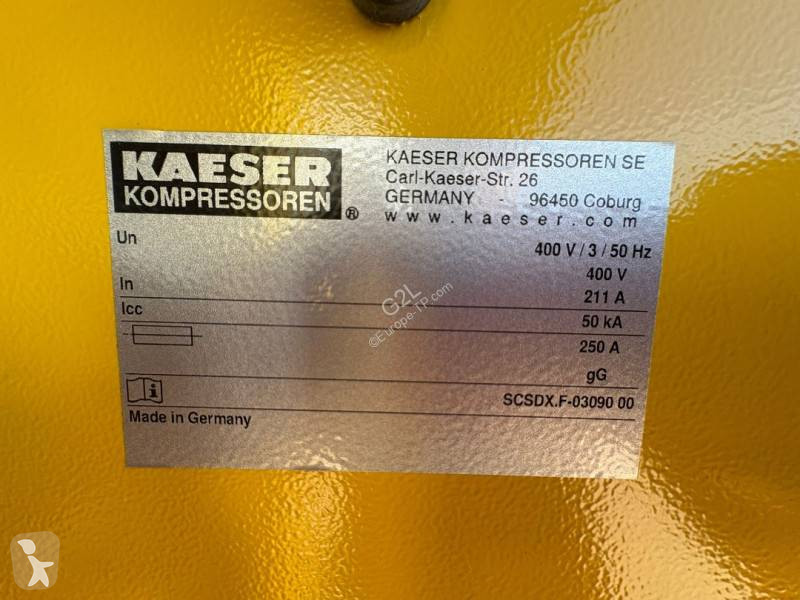 KAESER
KOMPRESSOREN
®
KAESER KOMPRESSOREN SE
Carl-Kaeser-Str. 26
GERMANY - 96450 Coburg
www.kaeser.com
Un 400 V / 3 / 50 Hz
400 V
In 211 A
Icc 50 kA
250 A
gG
i SCSDX.F-03090 00
Made in Germany
G2L
©Europe-TP.com